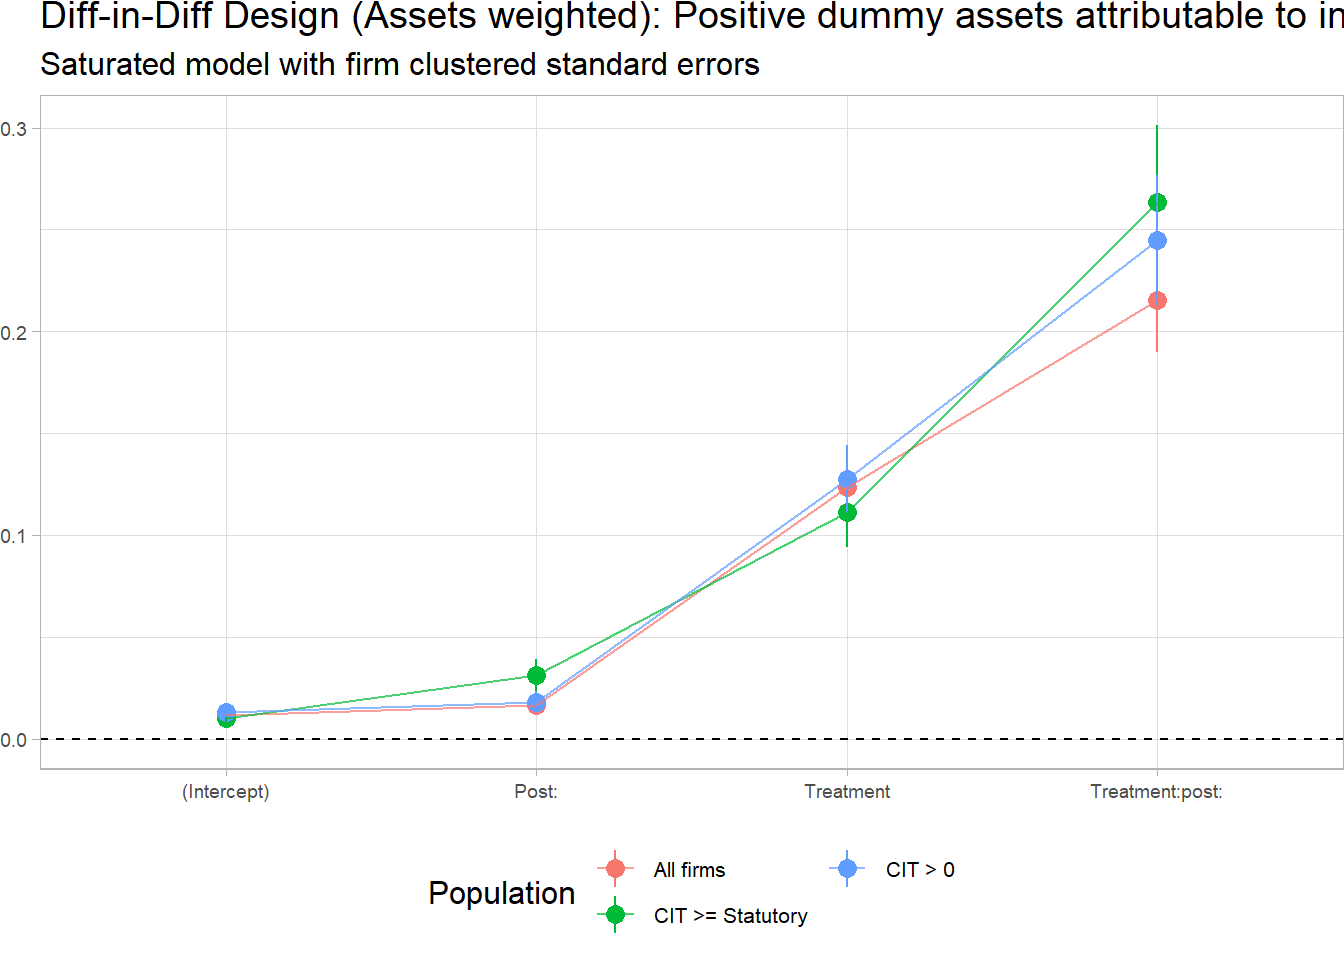 Diff-in-Diff Design (Assets weighted): Positive dummy assets attributable to
Saturated model with firm clustered standard errors
0.3
0.2
0.1
0.0
(Intercept) Post: Treatment Treatment:post:
Population
All firms CIT > 0
CIT >= Statutory